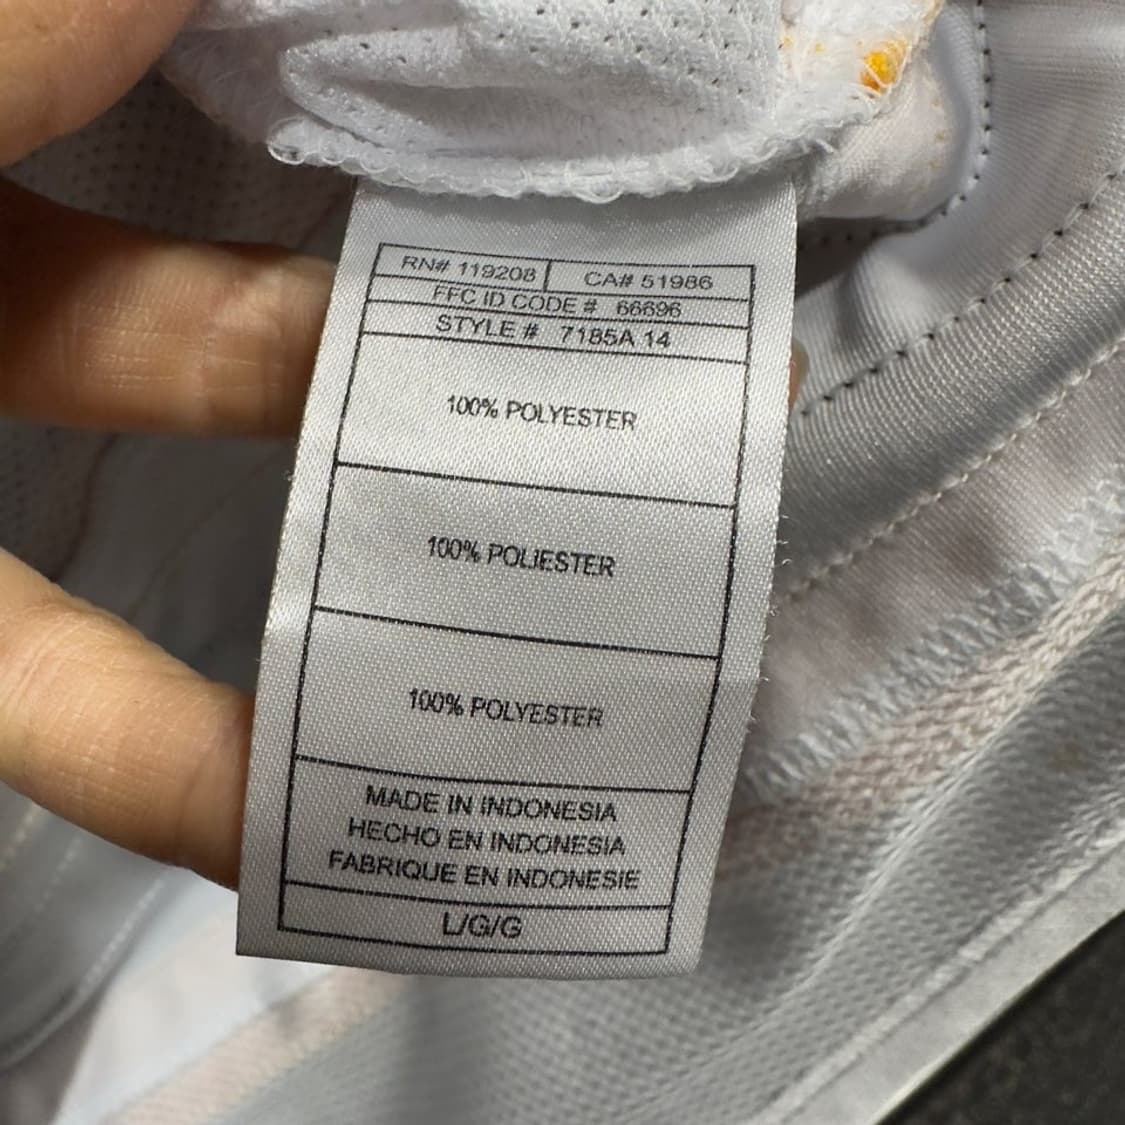 RN# 119208 CA# 51986
FFC ID CODE # 66696
STYLE # 7185A 14
100% POLYESTER
100% POLIESTER
100% POLYESTER
MADE IN INDONESIA
HECHO EN INDONESIA
FABRIQUE EN INDONESIE
L/G/G